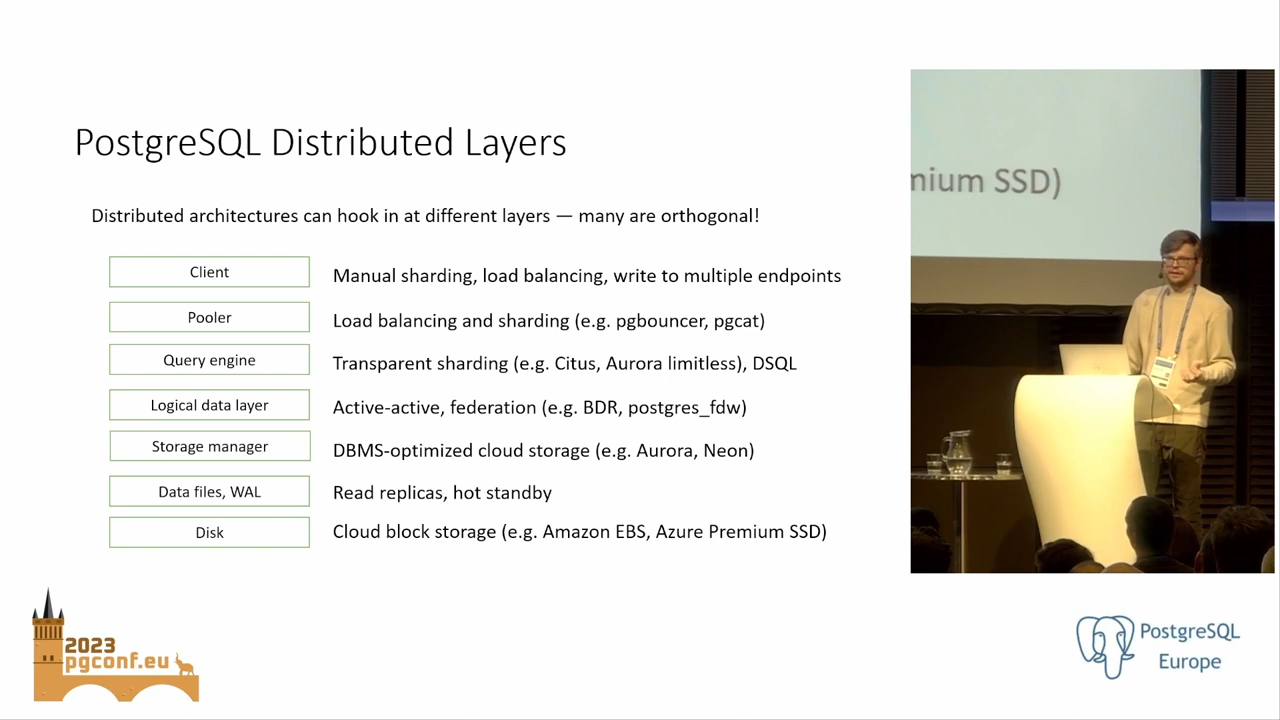 PostgreSQL Distributed Layers
Distributed architectures can hook in at different layers — many are orthogonal!
Client
Manual sharding, load balancing, write to multiple endpoints
Pooler
Load balancing and sharding (e.g. pgbouncer, pgcat)
Query engine
Transparent sharding (e.g. Citus, Aurora limitless), DSQL
Logical data layer
Active-active, federation (e.g. BDR, postgres_fdw)
Storage manager
DBMS-optimized cloud storage (e.g. Aurora, Neon)
Data files, WAL
Read replicas, hot standby
Disk
Cloud block storage (e.g. Amazon EBS, Azure Premium SSD)
mium SSD)
2023
pgconf.eu
PostgreSQL
Europe